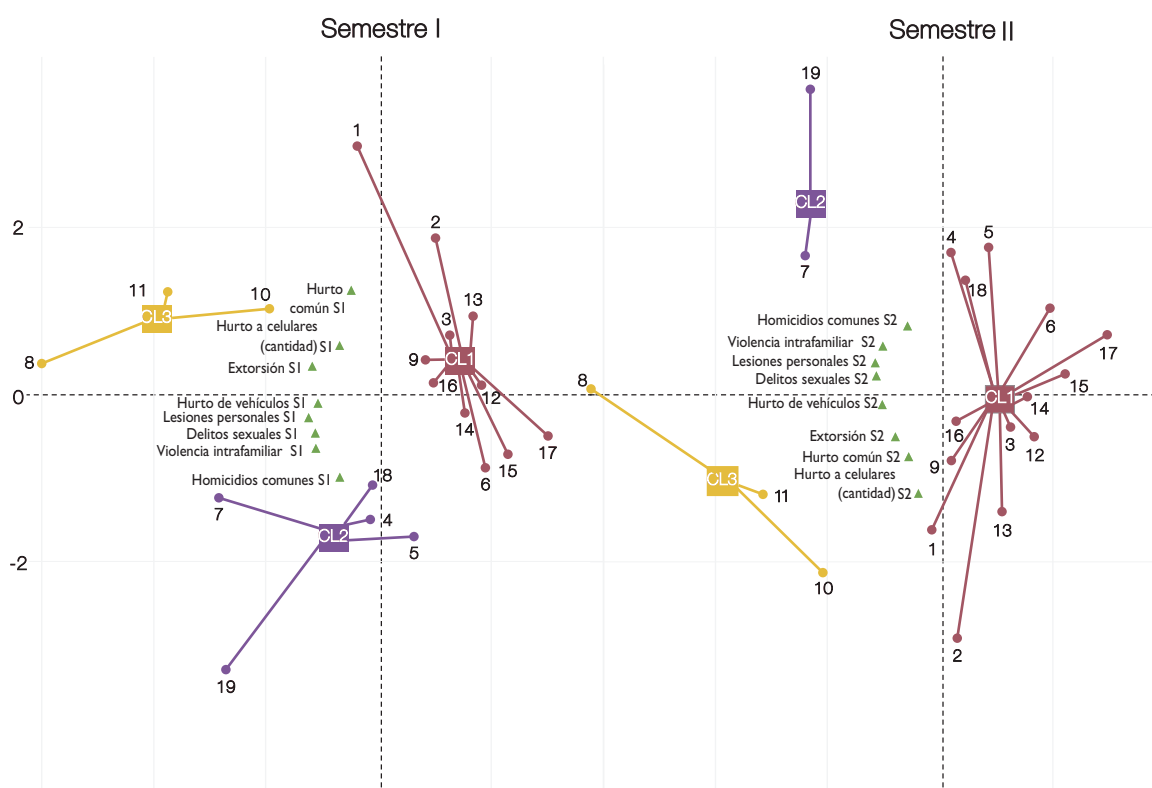 Semestre I
1
2
2
11
10
Hurto
común S1
13
Hurto a celulares
3
(cantidad) S1
CL3
CL1
8
Extorsión S1
9
16
12
0
Hurto de vehículos S1
Lesiones personales S1
14
Delitos sexuales S1
Violencia intrafamiliar S1
17
15
6
Homicidios comunes S1
18
7
4
CL2
5
-2
19
Semestre II
19
CL2
7
4
5
18
6
Homicidios comunes S2
Violencia intrafamiliar S2
17
Lesiones personales S2
Delitos sexuales S2
15
8
Hurto de vehículos S2
CL1
14
Extorsión S2
16
3
12
Hurto común S2
9
Hurto a celulares
(cantidad) S2
CL3
11
13
1
10
2